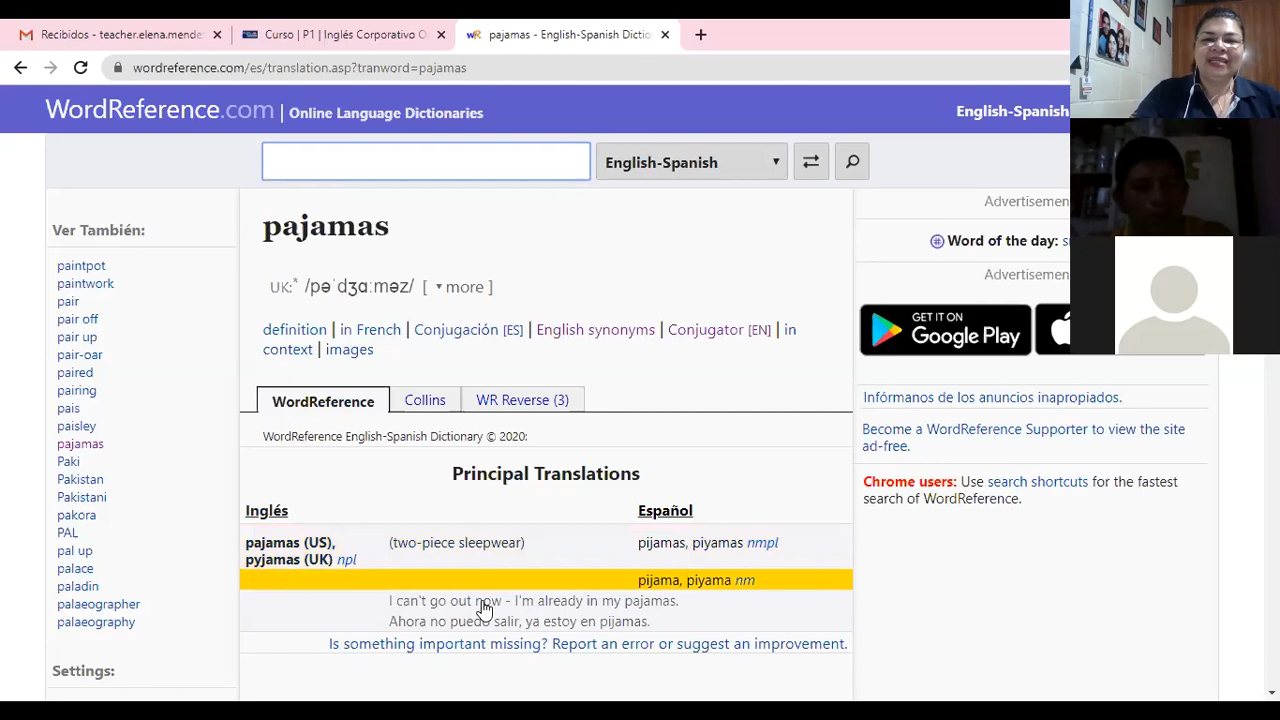 Recibidos - teacher.elena.mende
Curso | P1 | Inglés Corporativo O
pajamas - English-Spanish Dictio
wordreference.com/es/translation.asp?tranword=pajamas
WordReference.com | Online Language Dictionaries
English-Spanish
English-Spanish
pajamas
UK:* /pəˈdʒɑːməz/ [ ▾ more ]
definition | in French | Conjugación [ES] | English synonyms | Conjugator [EN] | in
context | images
WordReference
Collins
WR Reverse (3)
WordReference English-Spanish Dictionary © 2020:
Principal Translations
Inglés
Español
pajamas (US),
pyjamas (UK) npl
(two-piece sleepwear)
pijamas, piyamas nmpl
pijama, piyama nm
I can't go out now - I'm already in my pajamas.
Ahora no puedo salir, ya estoy en pijamas.
Is something important missing? Report an error or suggest an improvement.
Ver También:
paintpot
paintwork
pair
pair off
pair up
pair-oar
paired
pairing
pais
paisley
pajamas
Paki
Pakistan
Pakistani
pakora
PAL
pal up
palace
paladin
palaeographer
palaeography
Settings:
Word of the day:
GET IT ON
Google Play
Infórmanos de los anuncios inapropiados.
Become a WordReference Supporter to view the site
ad-free.
Chrome users: Use search shortcuts for the fastest
search of WordReference.